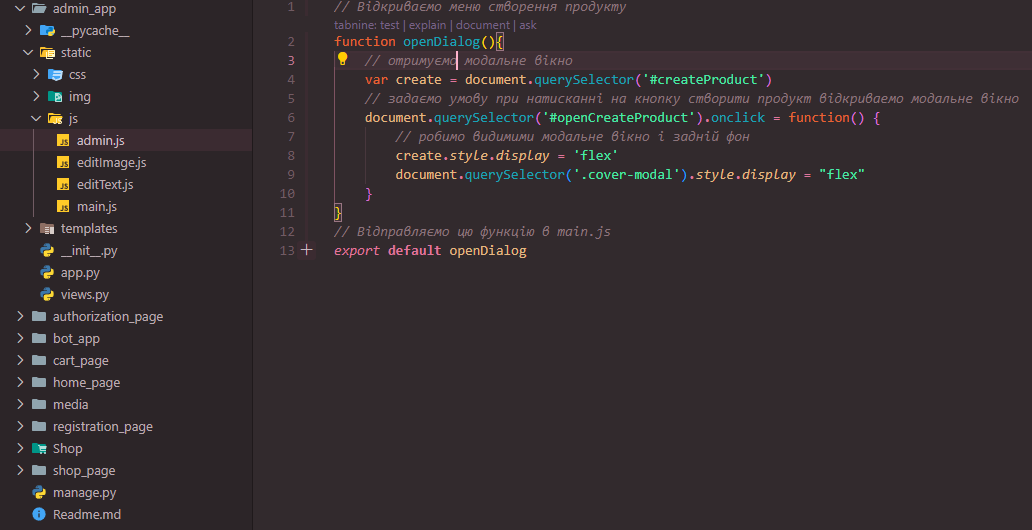 admin_app
__pycache__
static
css
img
js
admin.js
editImage.js
editText.js
main.js
templates
__init__.py
app.py
views.py
authorization_page
bot_app
cart_page
home_page
media
registration_page
Shop
shop_page
manage.py
Readme.md
1 // Відкриваємо меню створення продукту
tabnine: test | explain | document | ask
2 function openDialog(){
3 // отримуємо модальне вікно
4 var create = document.querySelector('#createProduct')
5 // задаємо умову при натисканні на кнопку створити продукт відкриваємо модальне вікно
6 document.querySelector('#openCreateProduct').onclick = function() {
7 // робимо видимими модальне вікно і задній фон
8 create.style.display = 'flex'
9 document.querySelector('.cover-modal').style.display = "flex"
10 }
11 }
12 // Відправляємо цю функцію в main.js
13 export default openDialog